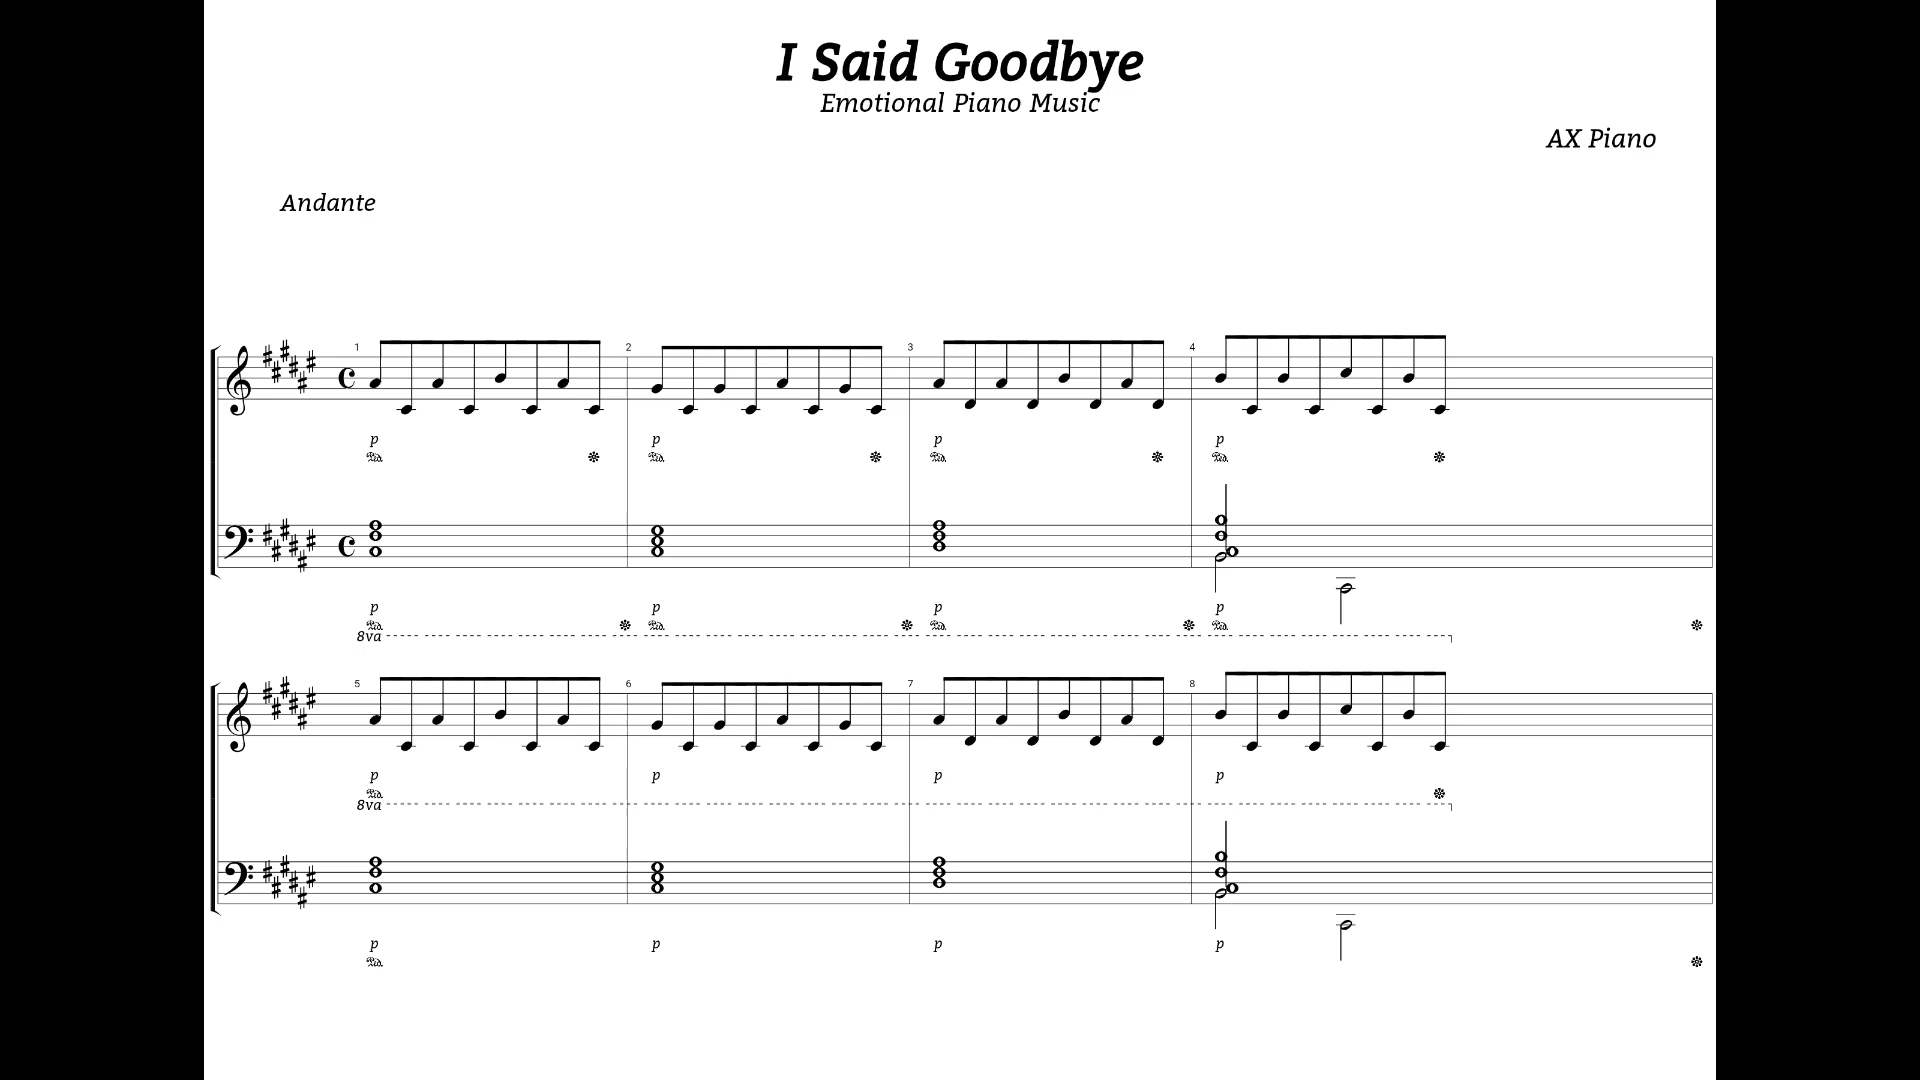 I Said Goodbye
Emotional Piano Music
AX Piano
Andante
1 2 3 4
p p p p
p p p p
8va
5 6 7 8
p p p p
8va
p p p p